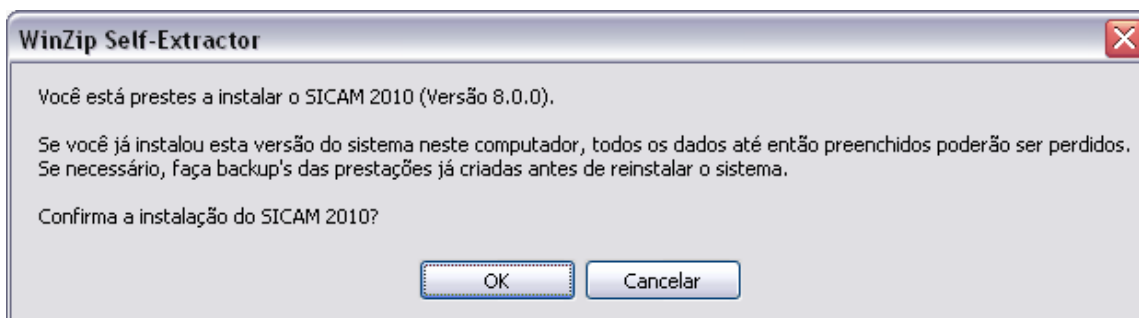 WinZip Self-Extractor
Você está prestes a instalar o SICAM 2010 (Versão 8.0.0).
Se você já instalou esta versão do sistema neste computador, todos os dados até então preenchidos poderão ser perdidos.
Se necessário, faça backup's das prestações já criadas antes de reinstalar o sistema.
Confirma a instalação do SICAM 2010?
OK
Cancelar